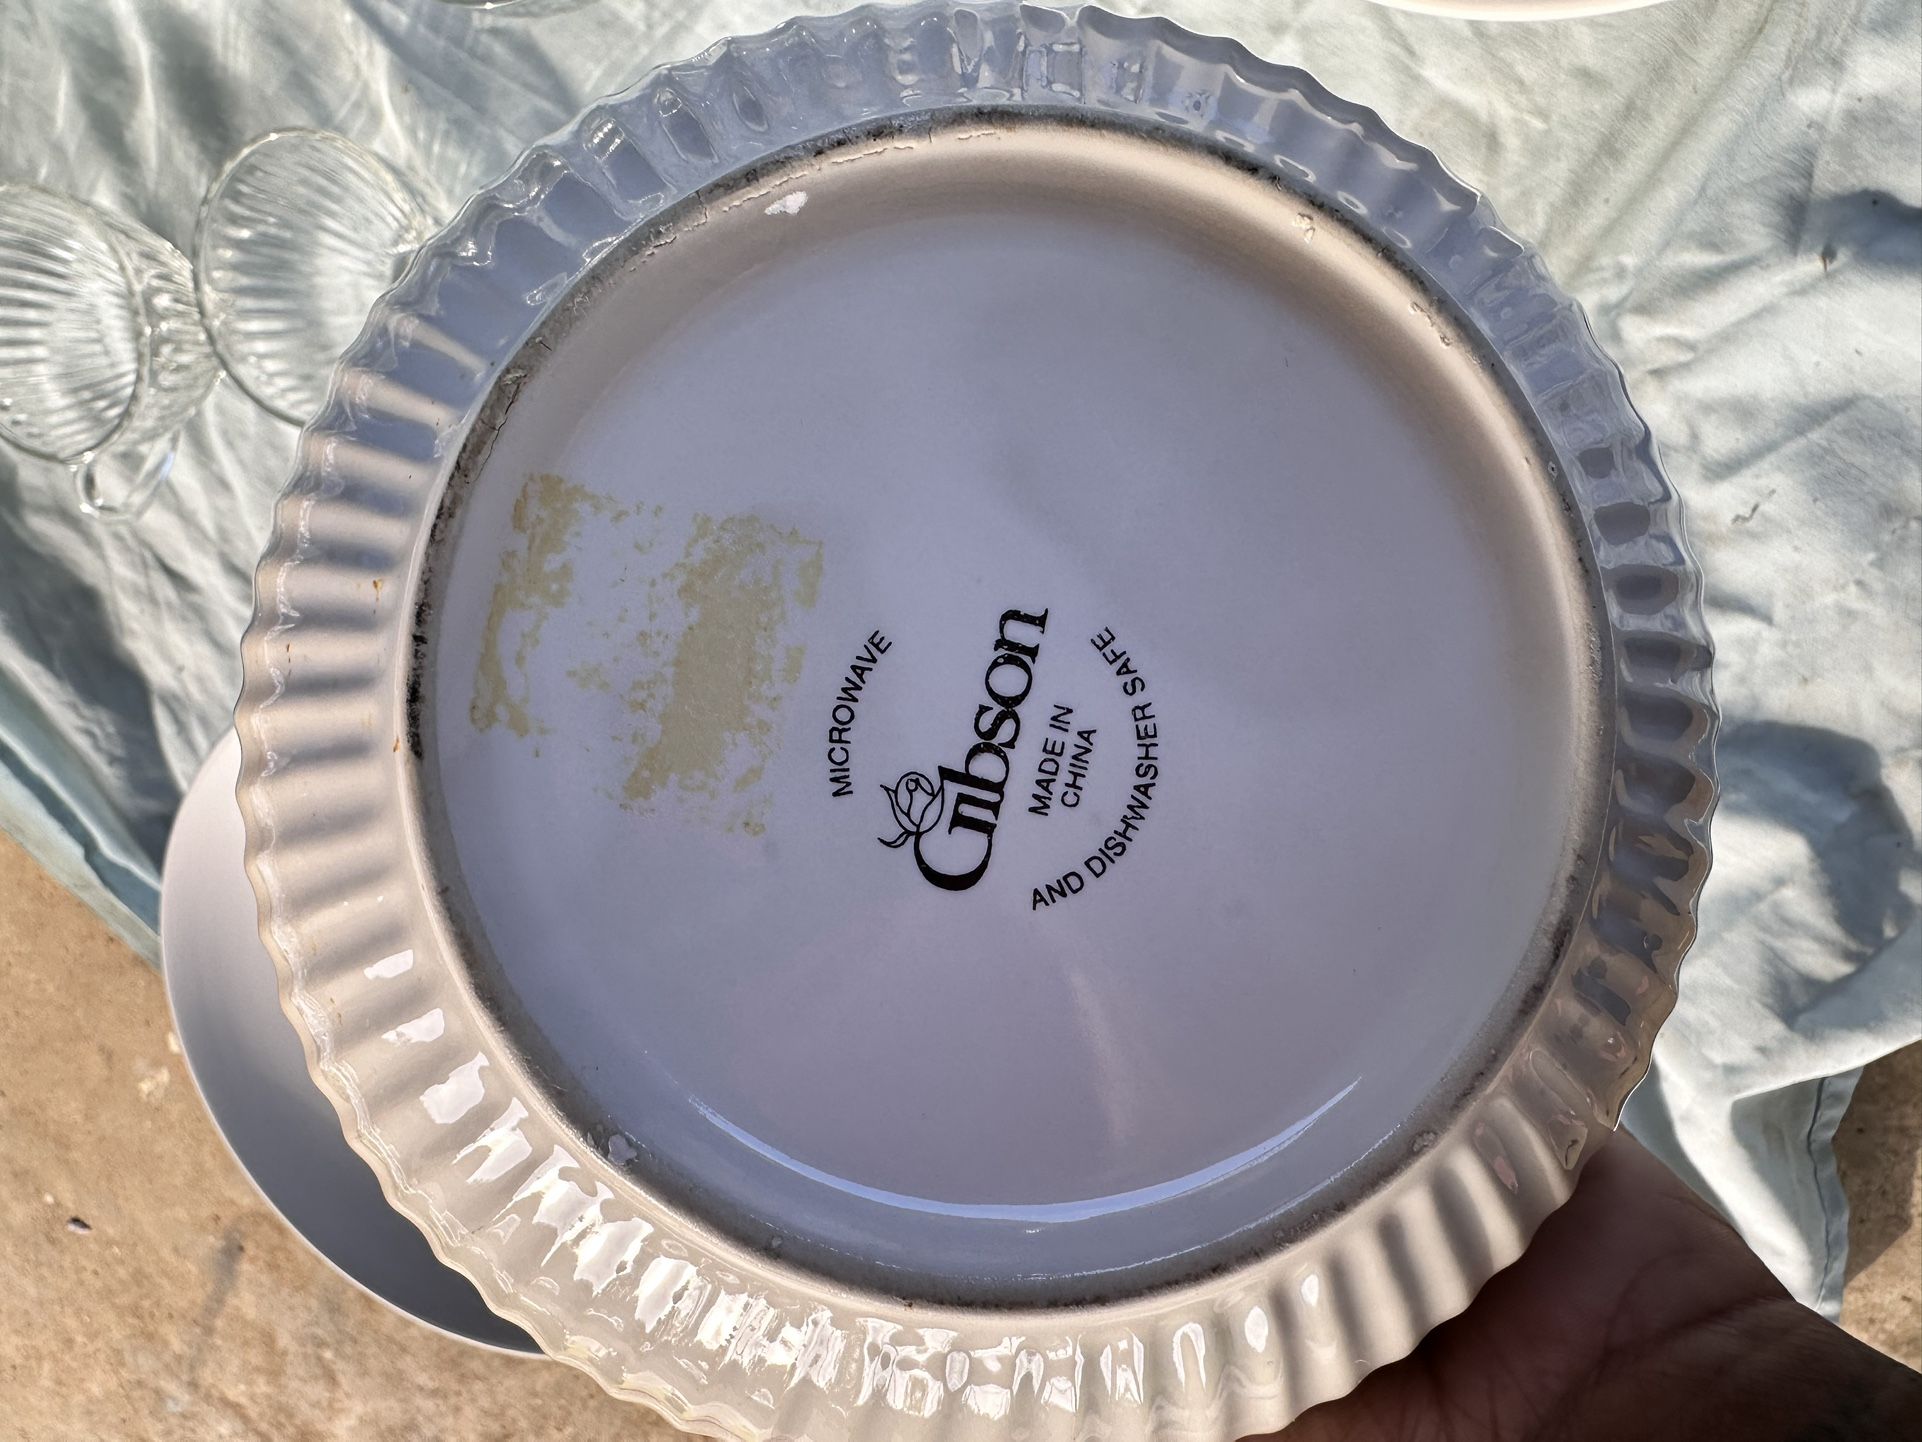 MICROWAVE
Gibson
MADE IN
CHINA
AND DISHWASHER SAFE